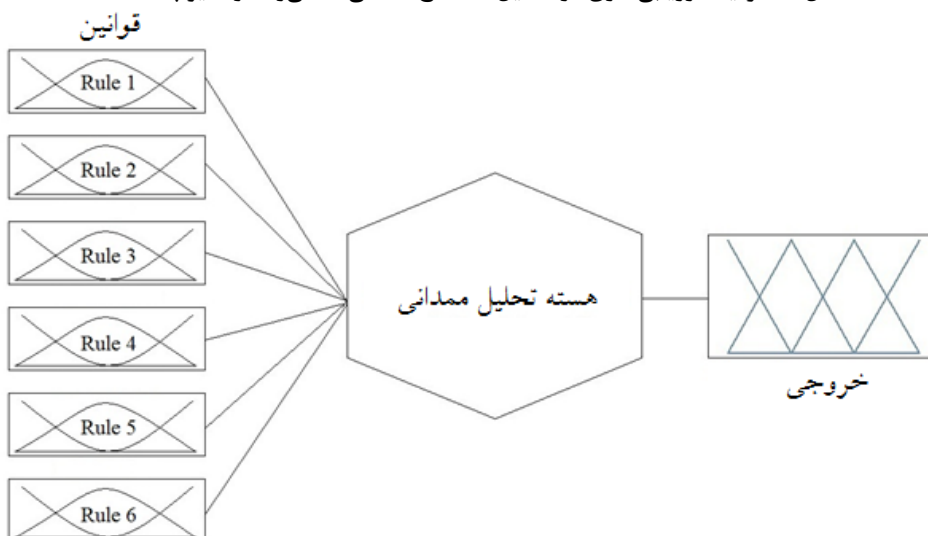 قوانین
Rule 1
Rule 2
Rule 3
Rule 4
Rule 5
Rule 6
هسته تحلیل ممدانی
خروجی